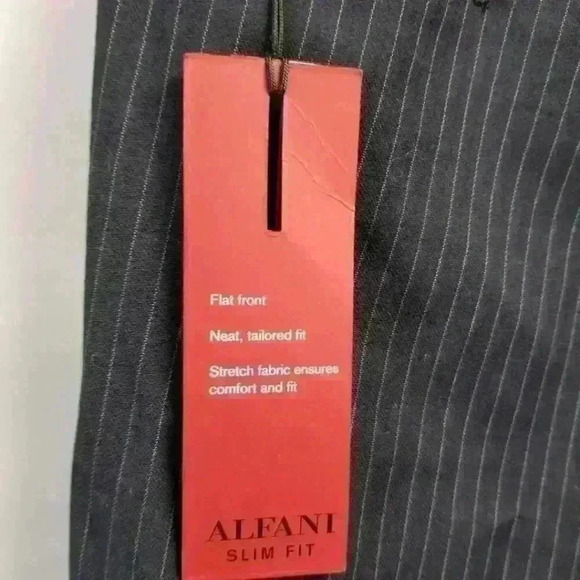 Flat front
Neat, tailored fit
Stretch fabric ensures
comfort and fit
ALFANI
SLIM FIT